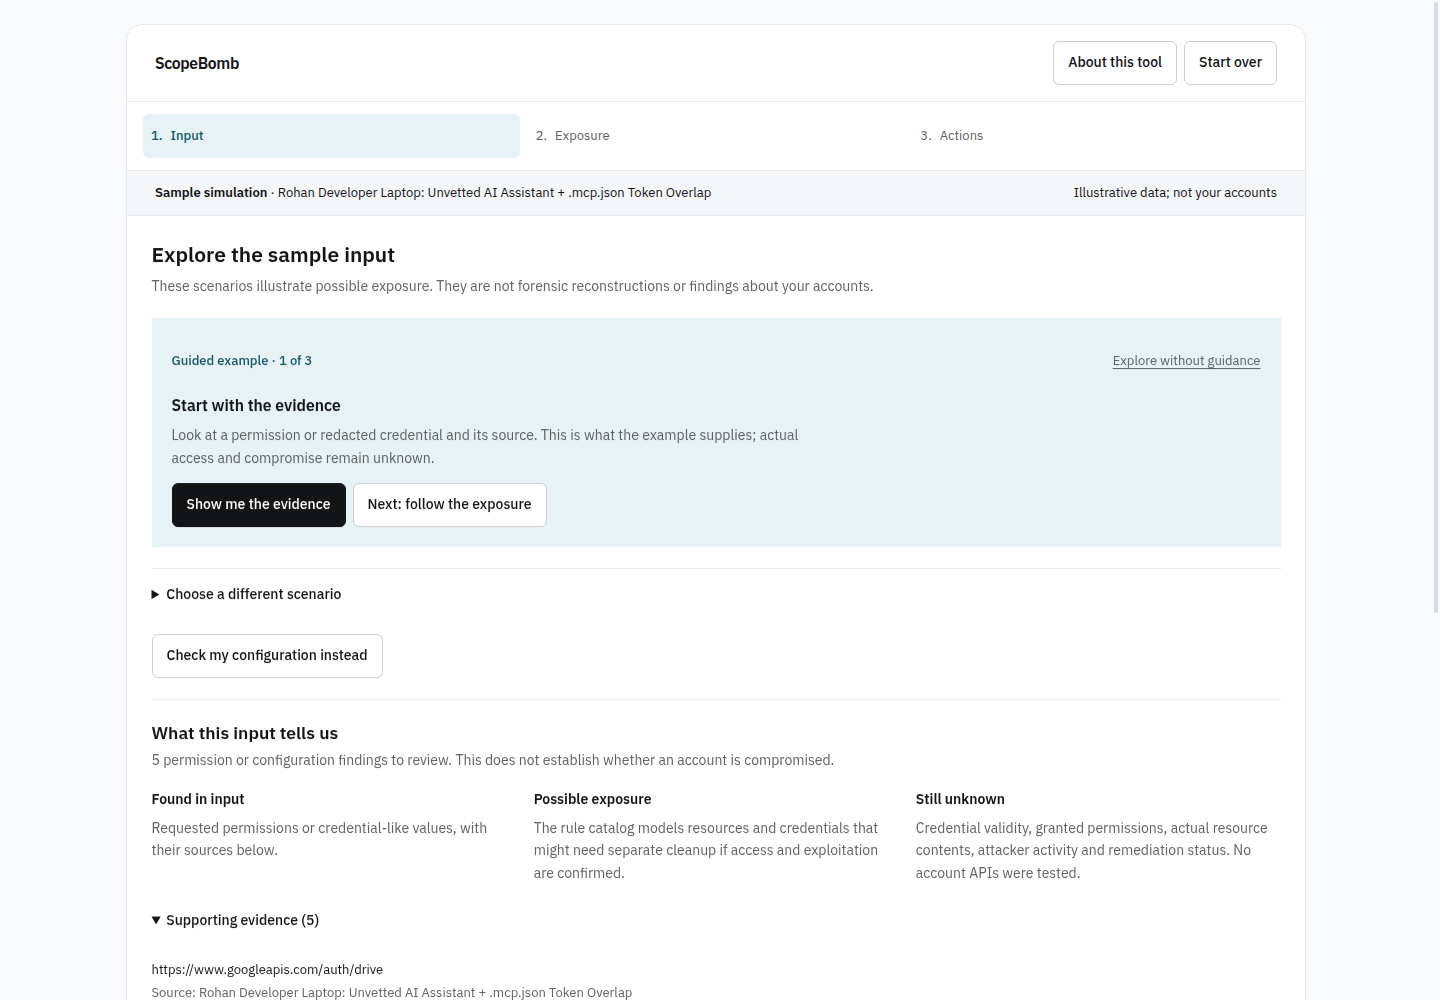 ScopeBomb
About this tool
Start over
1. Input
2. Exposure
3. Actions
Sample simulation · Rohan Developer Laptop: Unvetted AI Assistant + .mcp.json Token Overlap
Illustrative data; not your accounts
Explore the sample input
These scenarios illustrate possible exposure. They are not forensic reconstructions or findings about your accounts.
Guided example · 1 of 3
Explore without guidance
Start with the evidence
Look at a permission or redacted credential and its source. This is what the example supplies; actual
access and compromise remain unknown.
Show me the evidence
Next: follow the exposure
Choose a different scenario
Check my configuration instead
What this input tells us
5 permission or configuration findings to review. This does not establish whether an account is compromised.
Found in input
Requested permissions or credential-like values, with
their sources below.
Possible exposure
The rule catalog models resources and credentials that
might need separate cleanup if access and exploitation
are confirmed.
Still unknown
Credential validity, granted permissions, actual resource
contents, attacker activity and remediation status. No
account APIs were tested.
Supporting evidence (5)
https://www.googleapis.com/auth/drive
Source: Rohan Developer Laptop: Unvetted AI Assistant + .mcp.json Token Overlap